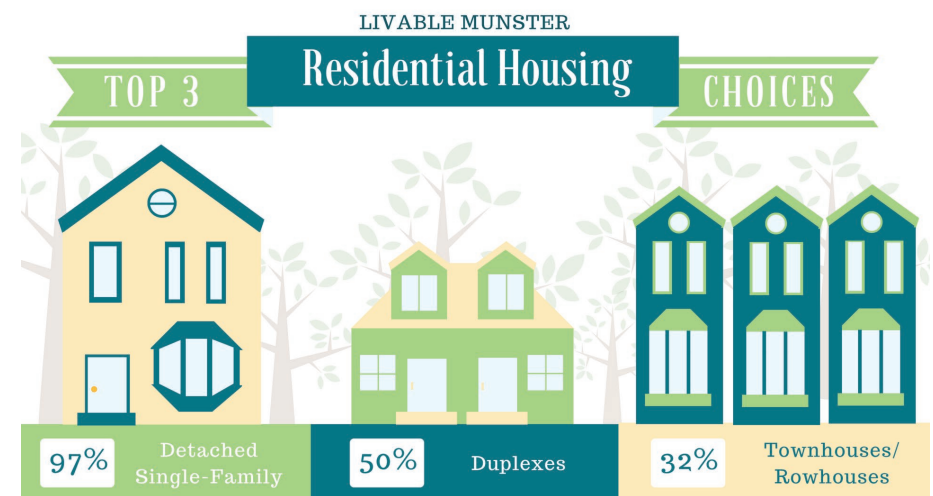 LIVABLE MUNSTER
TOP 3
Residential Housing
CHOICES
97%
Detached
Single-Family
50%
Duplexes
32%
Townhouses/
Rowhouses